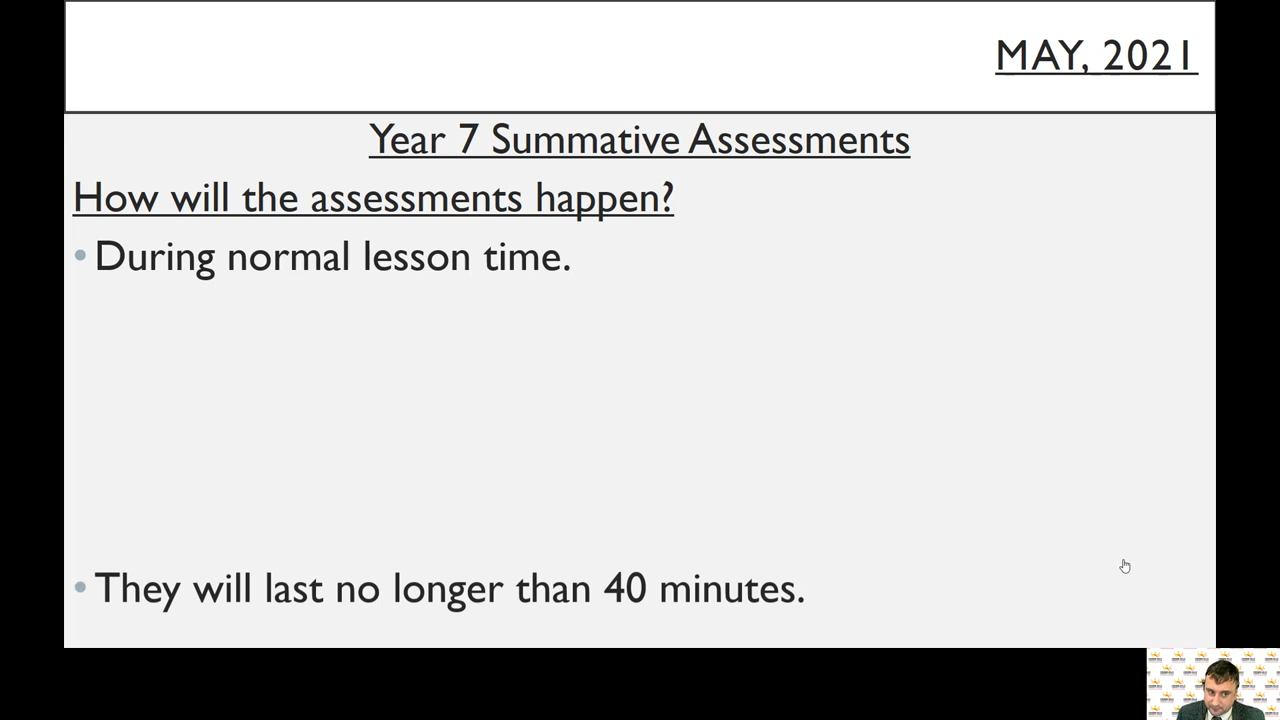 MAY, 2021
Year 7 Summative Assessments
How will the assessments happen?
• During normal lesson time.
• They will last no longer than 40 minutes.